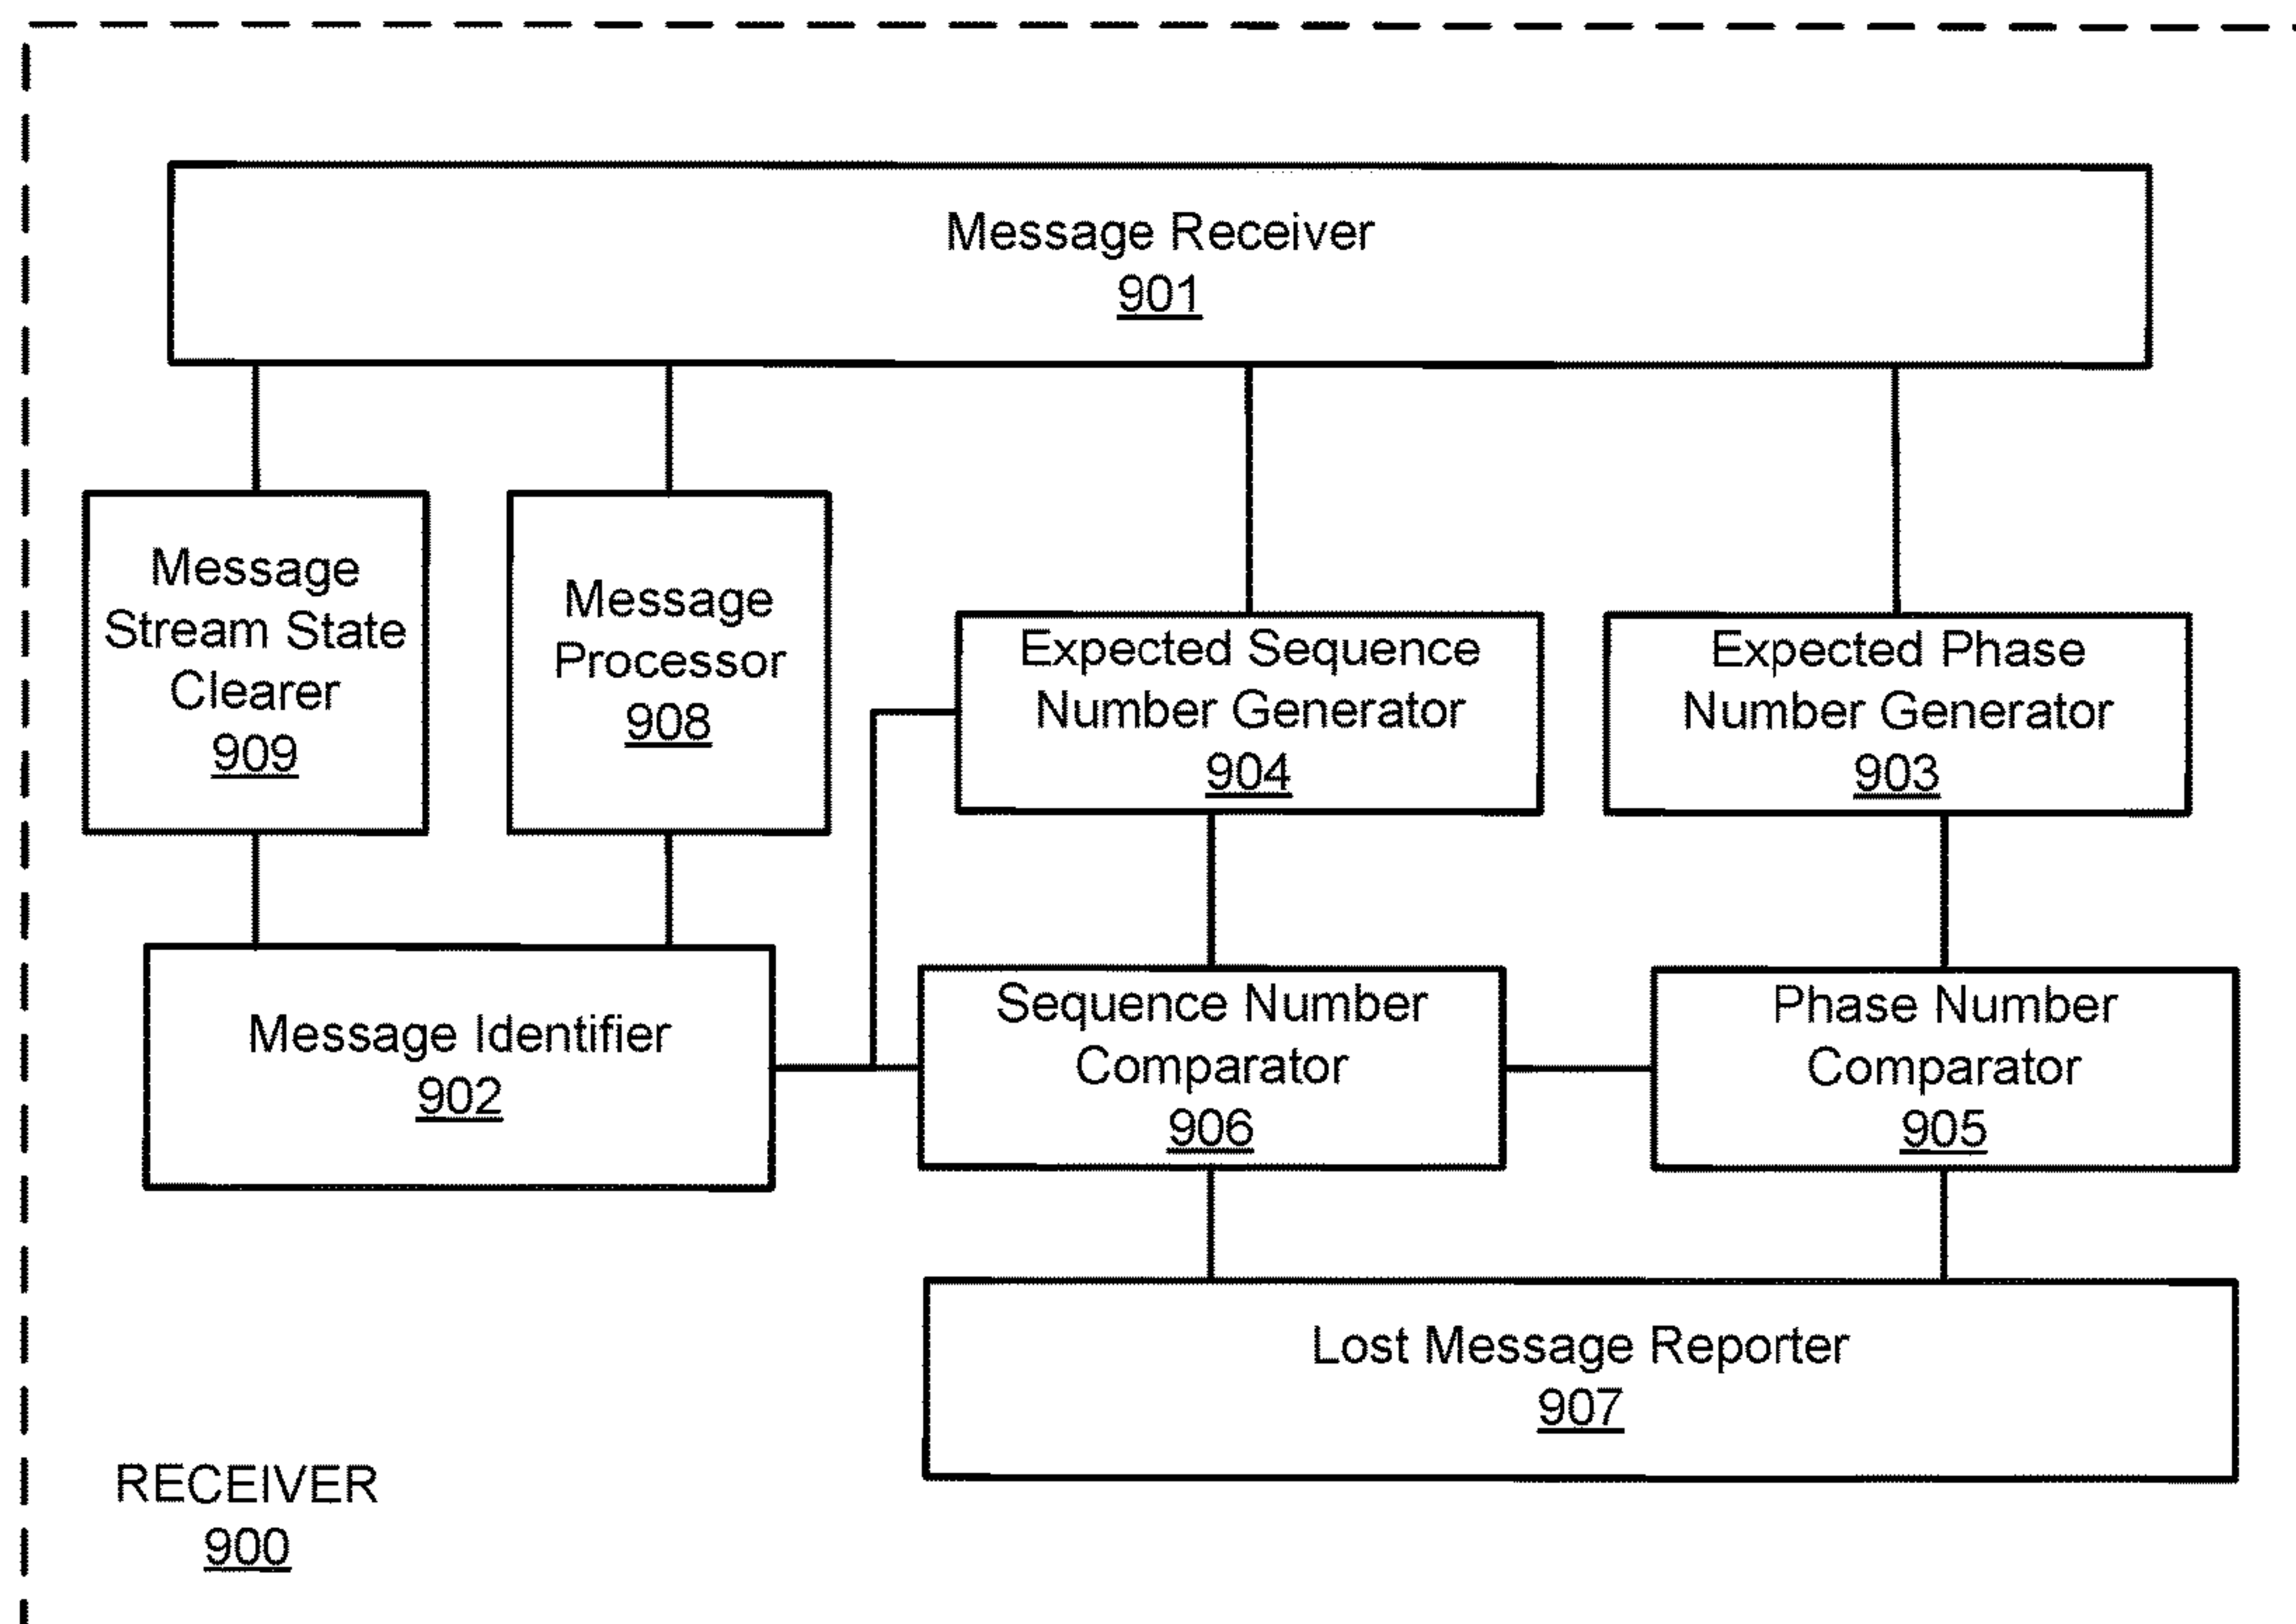 Message Receiver
901
Message
Stream State
Clearer
909
Message
Processor
908
Expected Sequence
Number Generator
904
Expected Phase
Number Generator
903
Message Identifier
902
Sequence Number
Comparator
906
Phase Number
Comparator
905
Lost Message Reporter
907
RECEIVER
900